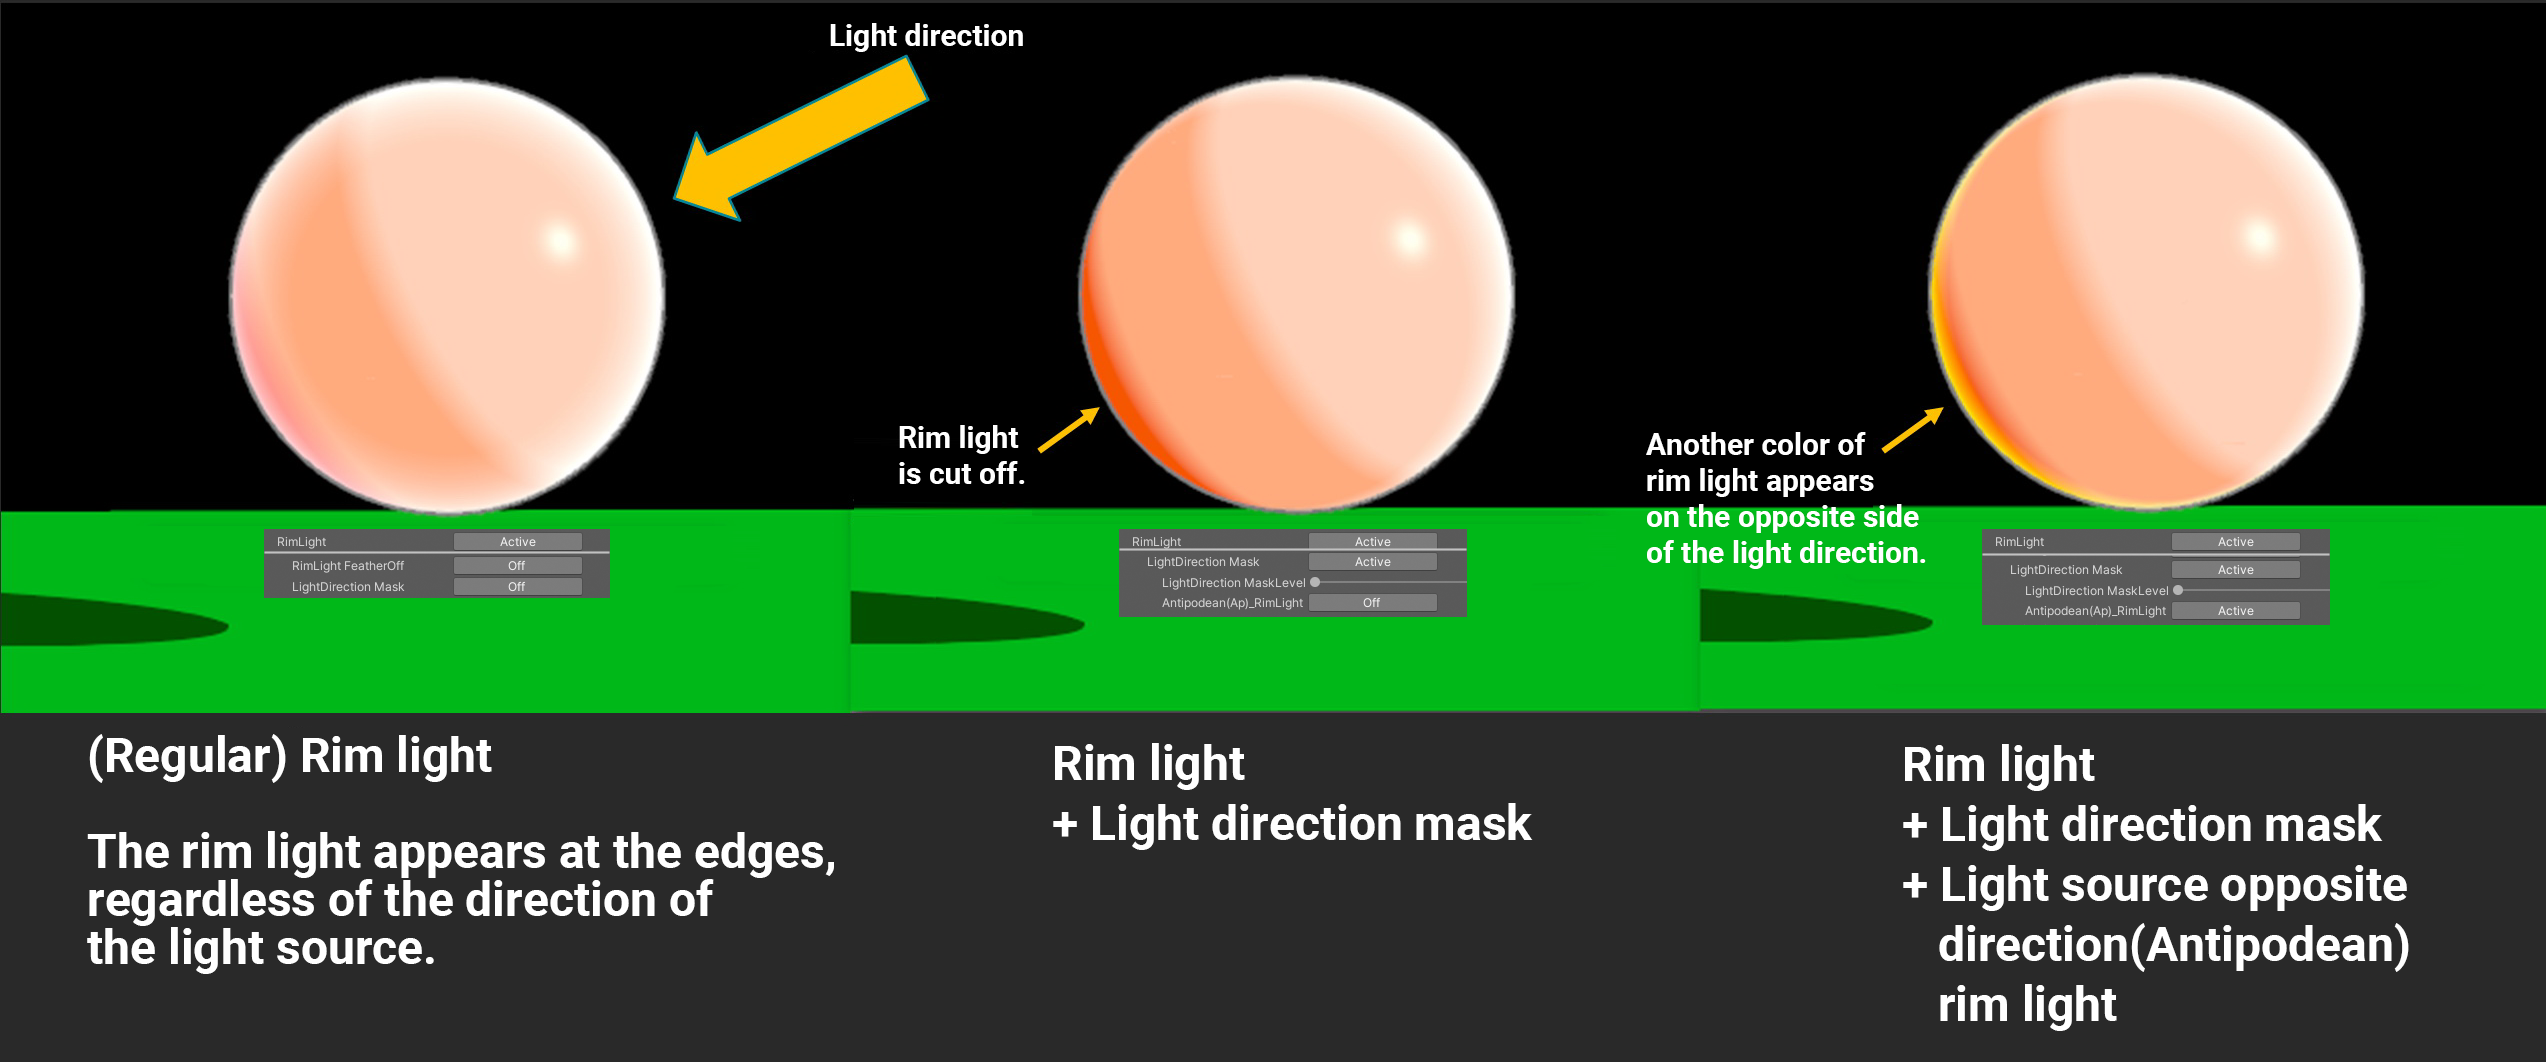 Light direction
Rim light
is cut off.
Another color of
rim light appears
on the opposite side
of the light direction.
RimLight Active
RimLight FeatherOff Off
LightDirection Mask Off
RimLight Active
LightDirection Mask Active
LightDirection MaskLevel
Antipodean(Ap)_RimLight Off
RimLight Active
LightDirection Mask Active
LightDirection MaskLevel
Antipodean(Ap)_RimLight Active
(Regular) Rim light
The rim light appears at the edges,
regardless of the direction of
the light source.
Rim light
+ Light direction mask
Rim light
+ Light direction mask
+ Light source opposite
direction(Antipodean)
rim light